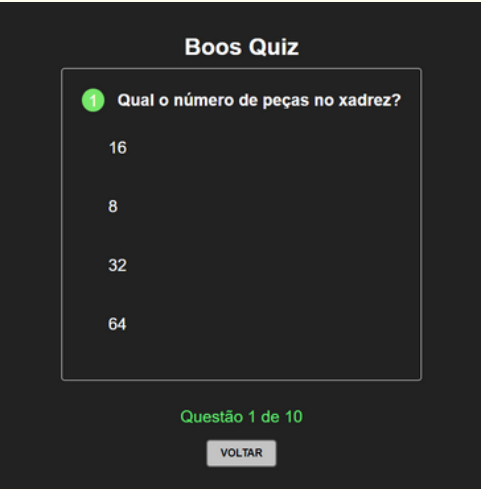 Boos Quiz
1 Qual o número de peças no xadrez?
16
8
32
64
Questão 1 de 10
VOLTAR